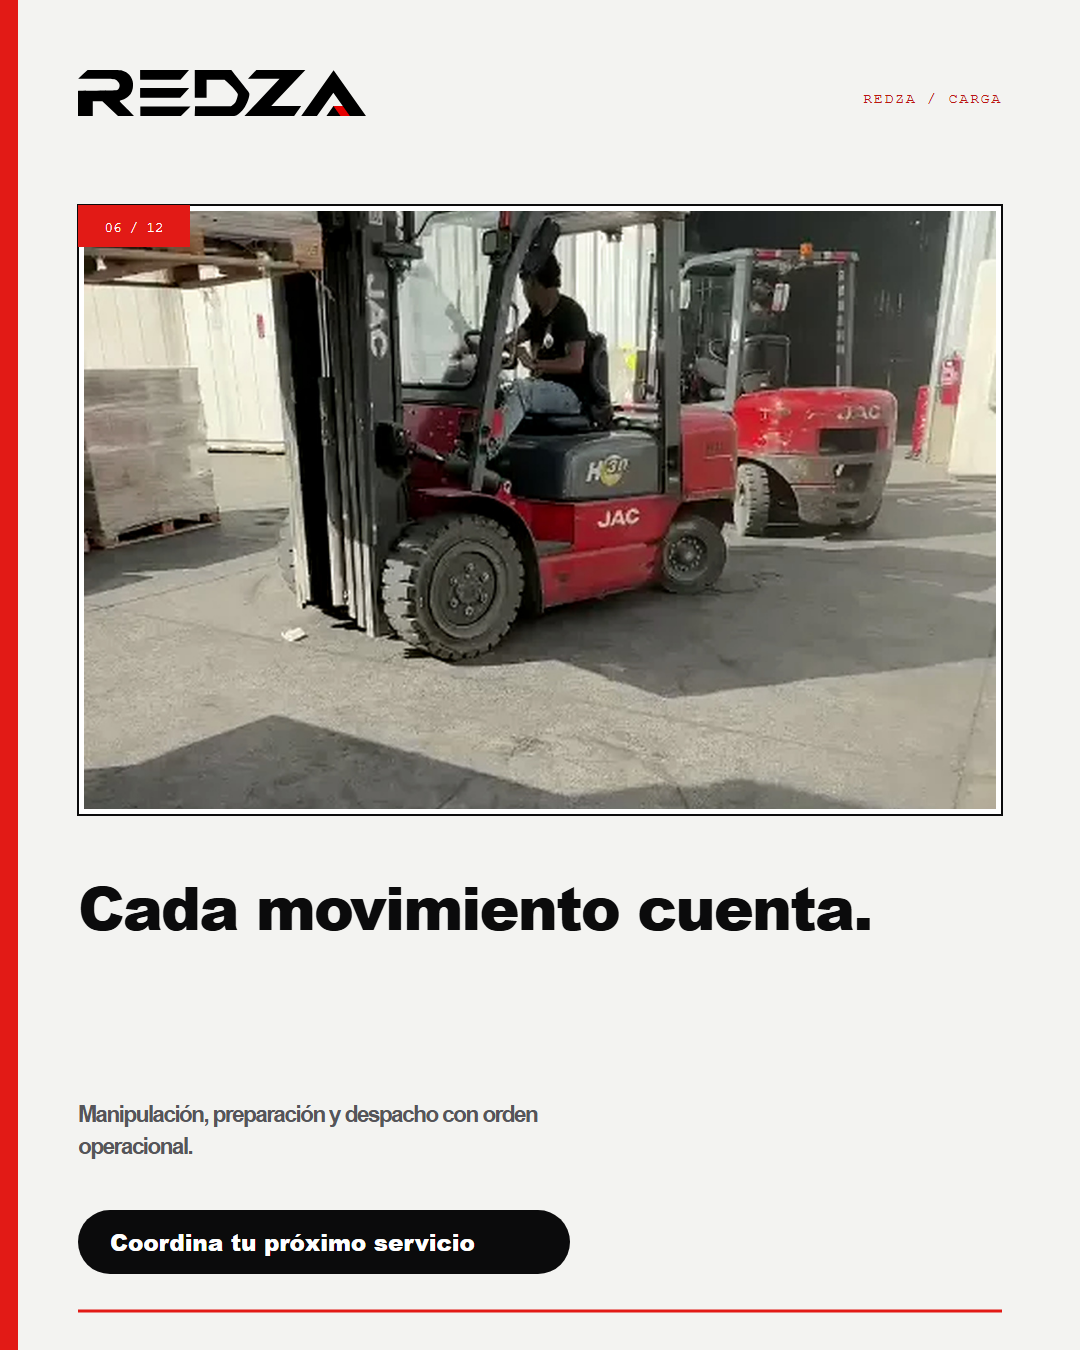 REDZA
REDZA / CARGA
06 / 12
JAC
JAC
H 30
JAC
Cada movimiento cuenta.
Manipulación, preparación y despacho con orden
operacional.
Coordina tu próximo servicio